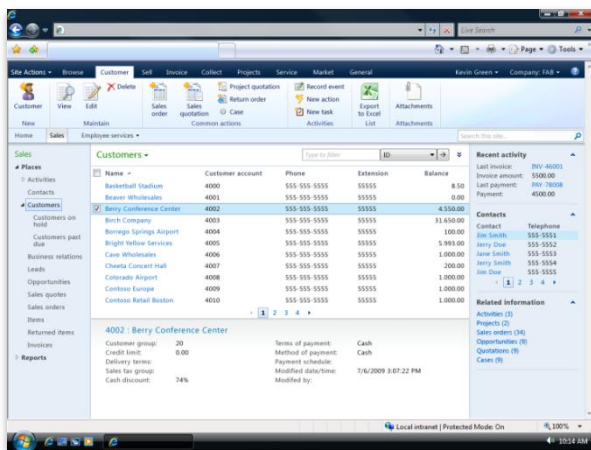 Live Search
Page Tools
Site Actions Browse Customer Sell Invoice Collect Projects Service Market General Kevin Green Company: FAB
Customer View Edit Delete Sales order Sales quotation Project quotation Return order Case Record event New action New task Export to Excel Attachments
New Maintain Common actions Activities List Attachments
Home Sales Employee services Search this site...
Sales
Places
Activities
Contacts
Customers
Customers on hold
Customers past due
Business relations
Leads
Opportunities
Sales quotes
Sales orders
Items
Returned items
Invoices
Reports
Customers Type to filter ID
Name Customer account Phone Extension Balance
Basketball Stadium 4000 555-555-5555 55555 8.50
Beaver Wholesales 4001 555-555-5555 55555 0.00
Berry Conference Center 4002 555-555-5555 55555 4.550.00
Birch Company 4003 555-555-5555 55555 31.650.00
Borrego Springs Airport 4004 555-555-5555 55555 100.00
Bright Yellow Services 4005 555-555-5555 55555 5.993.00
Cave Wholesales 4006 555-555-5555 55555 1.000.00
Cheeta Concert Hall 4007 555-555-5555 55555 200.00
Colorado Airport 4008 555-555-5555 55555 1.000.00
Contoso Europe 4009 555-555-5555 55555 1.000.00
Contoso Retail Boston 4010 555-555-5555 55555 1.000.00
1 2 3 4
4002 : Berry Conference Center
Customer group: 20 Terms of payment: Cash
Credit limit: 0.00 Method of payment: Cash
Delivery terms: Payment schedule:
Sales tax group: Modified date/time: 7/6/2009 3:07:22 PM
Cash discount: 74% Modifed by:
Recent activity
Last invoice: INV-46001
Invoice amount: 5500.00
Last payment: PAY-78008
Payment: 4500.00
Contacts
Contact Telephone
Jim Smith 555-5551
Jerry Doe 555-5552
Jane Smith 555-5553
Jerry Smith 555-5554
Jim Doe 555-5555
1 2 3 4
Related information
Activities (3)
Projects (2)
Sales orders (34)
Opportunities (9)
Quotations (9)
Cases (9)
Local intranet | Protected Mode: On 100%
10:14 AM